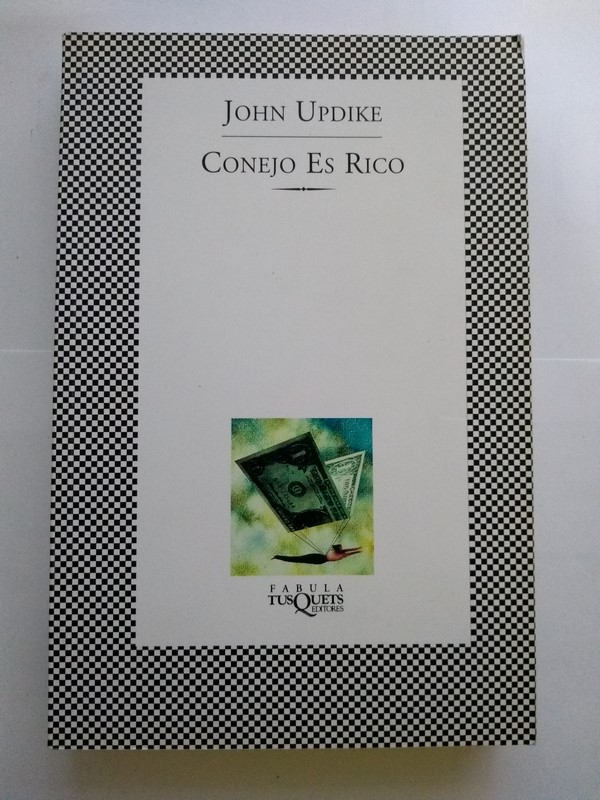 JOHN UPDIKE
CONEJO ES RICO
FABULA
TUSQUETS
EDITORES